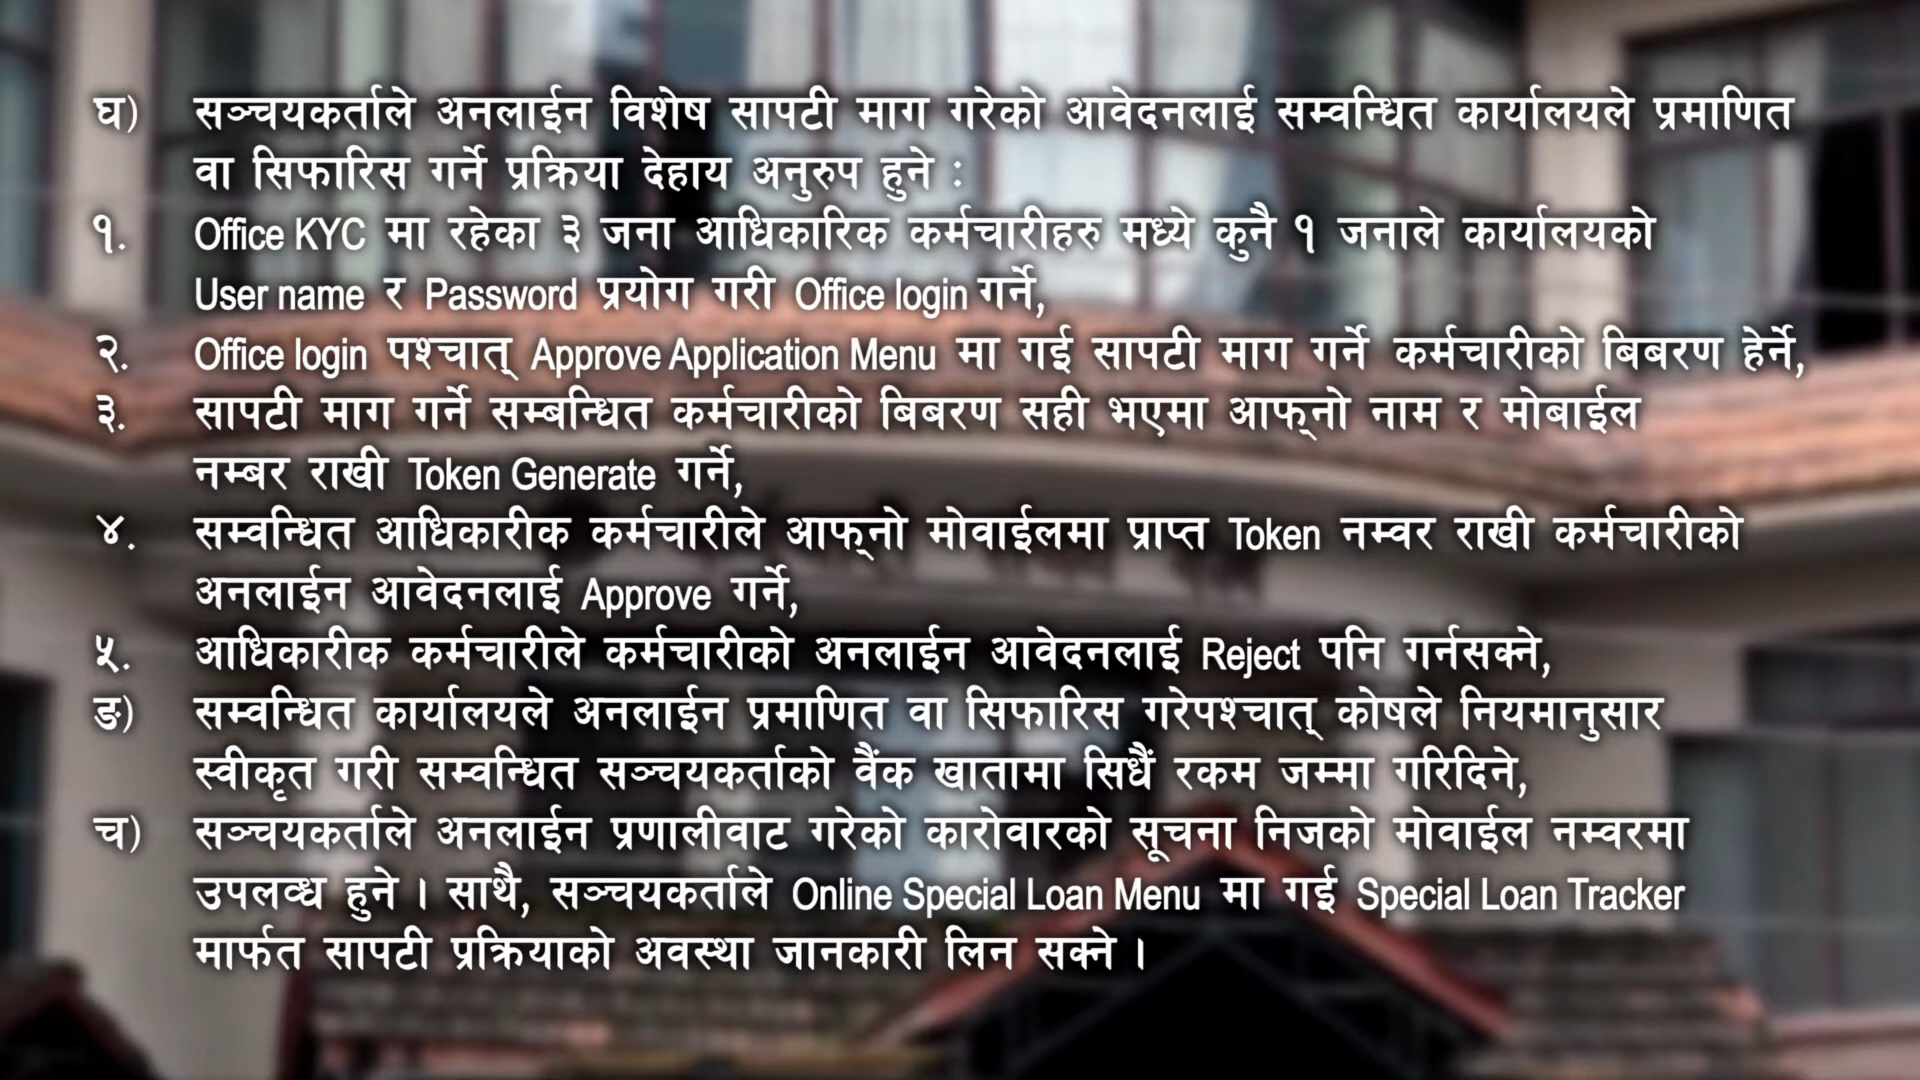 घ) सञ्चयकर्ताले अनलाईन विशेष सापटी माग गरेको आवेदनलाई सम्वन्धित कार्यालयले प्रमाणित
वा सिफारिस गर्ने प्रक्रिया देहाय अनुरुप हुने :
१. Office KYC मा रहेका ३ जना आधिकारिक कर्मचारीहरु मध्ये कुनै १ जनाले कार्यालयको
User name र Password प्रयोग गरी Office login गर्ने,
२. Office login पश्चात् Approve Application Menu मा गई सापटी माग गर्ने कर्मचारीको बिबरण हेर्ने,
३. सापटी माग गर्ने सम्बन्धित कर्मचारीको बिबरण सही भएमा आफ्नो नाम र मोबाईल
नम्बर राखी Token Generate गर्ने,
४. सम्वन्धित आधिकारीक कर्मचारीले आफ्नो मोवाईलमा प्राप्त Token नम्वर राखी कर्मचारीको
अनलाईन आवेदनलाई Approve गर्ने,
५. आधिकारीक कर्मचारीले कर्मचारीको अनलाईन आवेदनलाई Reject पनि गर्नसक्ने,
ङ) सम्वन्धित कार्यालयले अनलाईन प्रमाणित वा सिफारिस गरेपश्चात् कोषले नियमानुसार
स्वीकृत गरी सम्वन्धित सञ्चयकर्ताको वैंक खातामा सिधैं रकम जम्मा गरिदिने,
च) सञ्चयकर्ताले अनलाईन प्रणालीवाट गरेको कारोवारको सूचना निजको मोवाईल नम्वरमा
उपलव्ध हुने । साथै, सञ्चयकर्ताले Online Special Loan Menu मा गई Special Loan Tracker
मार्फत सापटी प्रक्रियाको अवस्था जानकारी लिन सक्ने ।